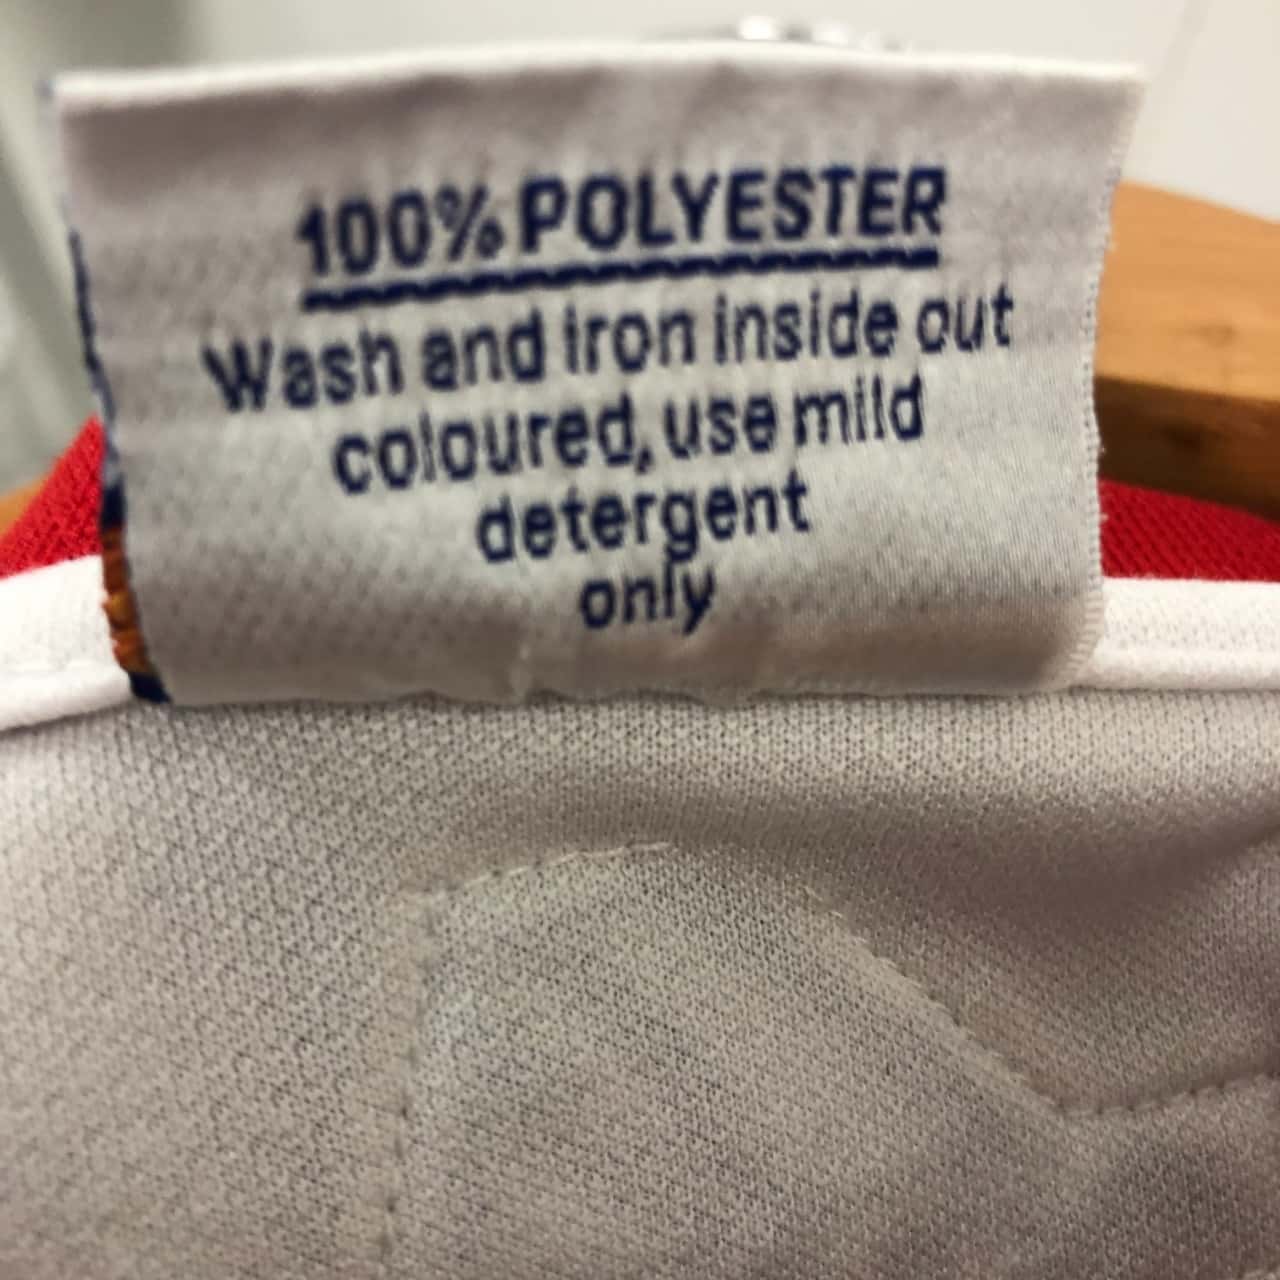 100% POLYESTER
Wash and iron inside out
coloured, use mild
detergent
only